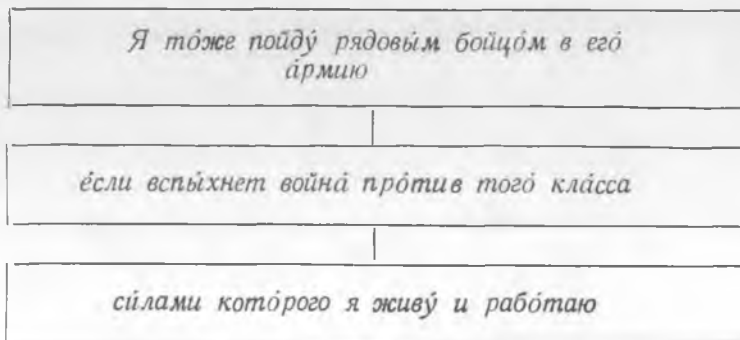 Я то́же пойду́ рядовы́м бойцо́м в его́
а́рмию
е́сли вспы́хнет война́ про́тив того́ кла́сса
си́лами кото́рого я живу́ и рабо́таю